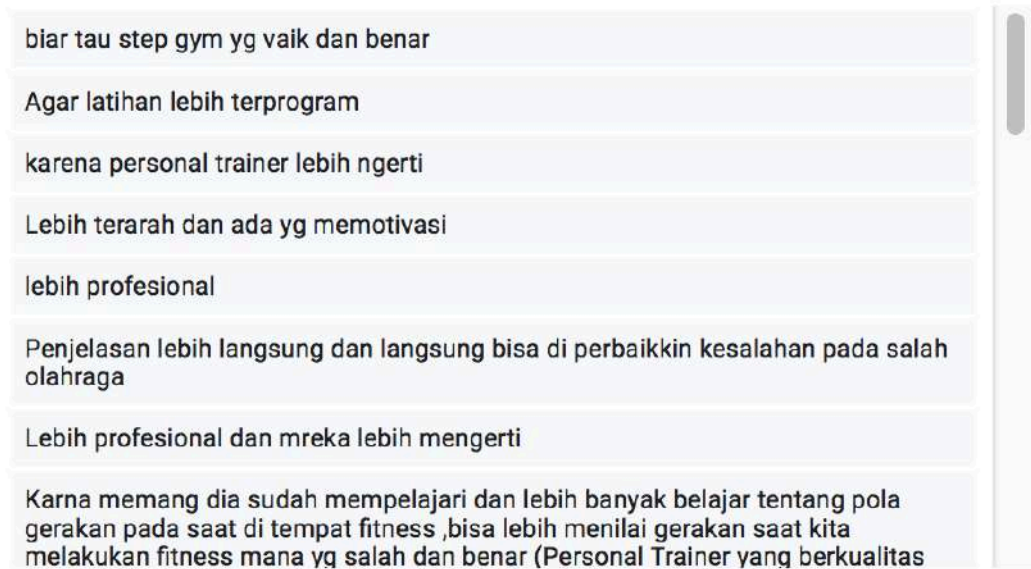 biar tau step gym yg vaik dan benar
Agar latihan lebih terprogram
karena personal trainer lebih ngerti
Lebih terarah dan ada yg memotivasi
lebih profesional
Penjelasan lebih langsung dan langsung bisa di perbaikkin kesalahan pada salah
olahraga
Lebih profesional dan mreka lebih mengerti
Karna memang dia sudah mempelajari dan lebih banyak belajar tentang pola
gerakan pada saat di tempat fitness ,bisa lebih menilai gerakan saat kita
melakukan fitness mana yg salah dan benar (Personal Trainer yang berkualitas